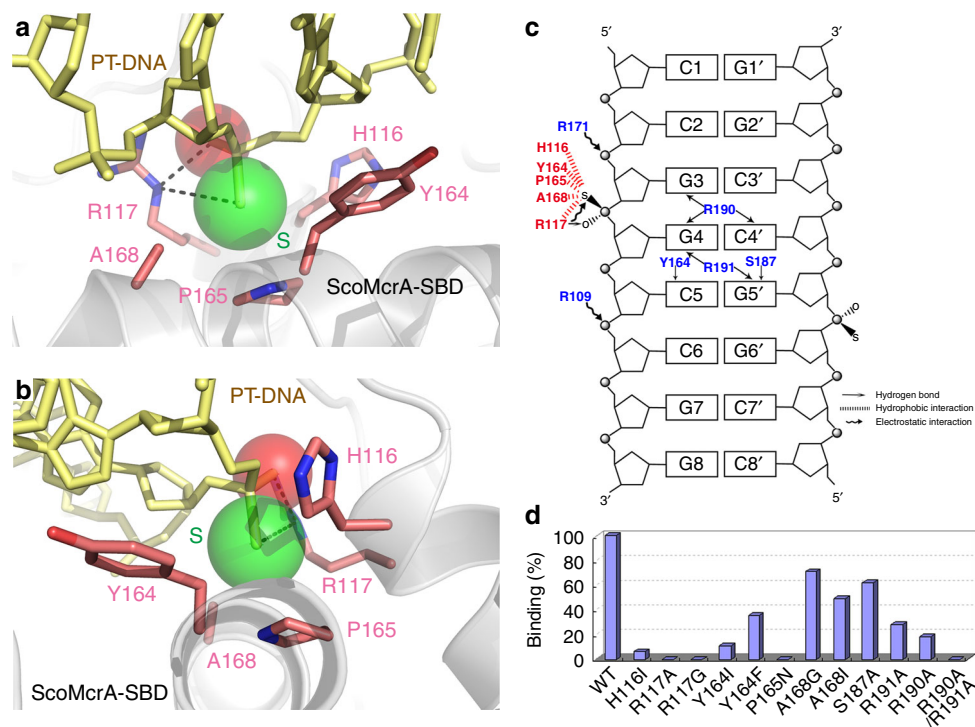 a
PT-DNA
H116
R117
Y164
S
A168
P165
ScoMcrA-SBD
b
PT-DNA
H116
S
R117
Y164
P165
A168
ScoMcrA-SBD
c
5′ 3′
C1 G1′
R171 C2 G2′
H116
Y164
P165 G3 C3′
A168 S
R117 O R190
G4 C4′
Y164 R191 S187
C5 G5′
R109 O
S
C6 G6′
G7 C7′
Hydrogen bond
Hydrophobic interaction
Electrostatic interaction
G8 C8′
3′ 5′
d
Binding (%)
100
80
60
40
20
0
WT H116I R117A R117G Y164I Y164F P165N A168G A168I S187A R191A R190A R190A
/R191A